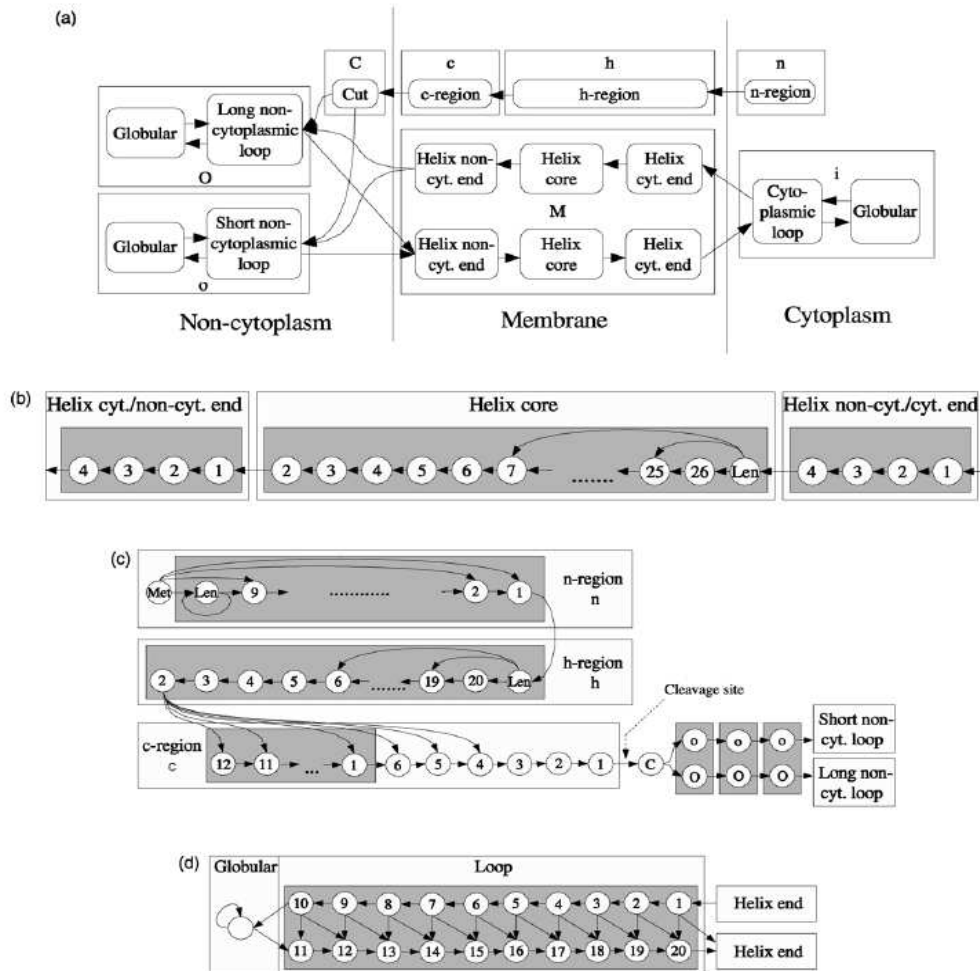 (a)
C
c
h
n
Cut
c-region
h-region
n-region
Globular
Long non-
cytoplasmic
loop
O
Globular
Short non-
cytoplasmic
loop
o
Helix non-
cyt. end
Helix
core
Helix
cyt. end
M
Helix non-
cyt. end
Helix
core
Helix
cyt. end
i
Cyto-
plasmic
loop
Globular
Non-cytoplasm
Membrane
Cytoplasm
(b)
Helix cyt./non-cyt. end
Helix core
Helix non-cyt./cyt. end
4 3 2 1
2 3 4 5 6 7 ....... 25 26 Len
4 3 2 1
(c)
Met Len 9 ............ 2 1
n-region
n
2 3 4 5 6 ...... 19 20 Len
h-region
h
Cleavage site
c-region
c
12 11 ... 1 6 5 4 3 2 1 C
o o o
O O O
Short non-
cyt. loop
Long non-
cyt. loop
(d)
Globular
Loop
10 9 8 7 6 5 4 3 2 1
11 12 13 14 15 16 17 18 19 20
Helix end
Helix end